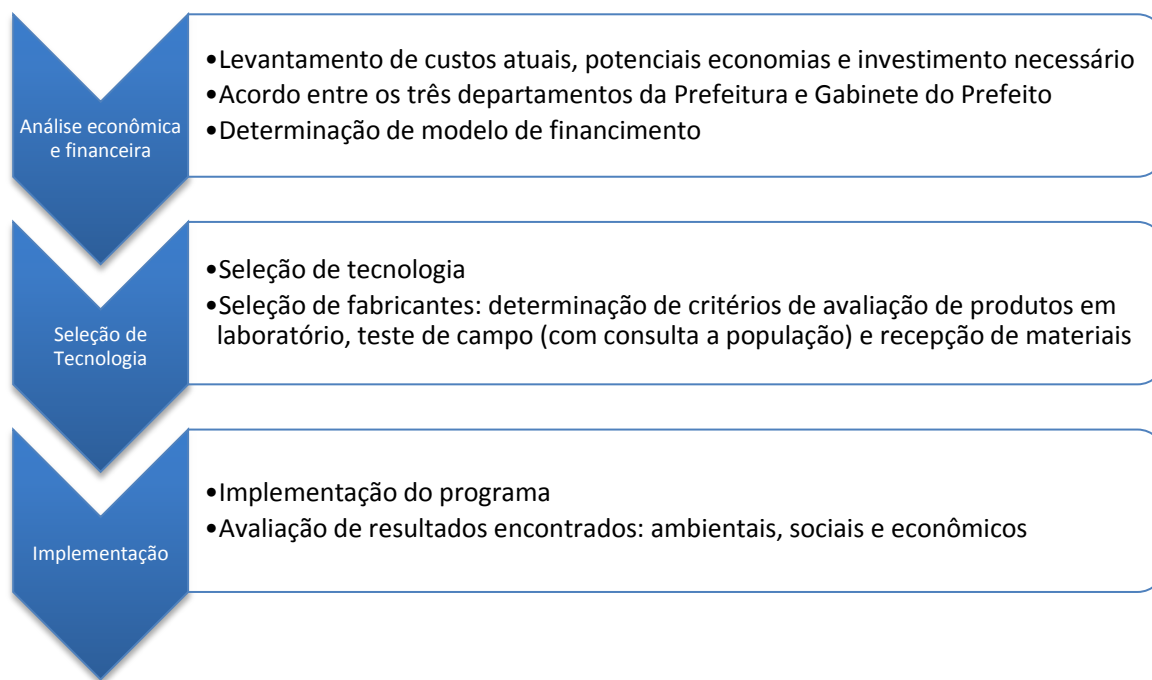 Análise econômica
e financeira
•Levantamento de custos atuais, potenciais economias e investimento necessário
•Acordo entre os três departamentos da Prefeitura e Gabinete do Prefeito
•Determinação de modelo de financimento
Seleção de
Tecnologia
•Seleção de tecnologia
•Seleção de fabricantes: determinação de critérios de avaliação de produtos em
laboratório, teste de campo (com consulta a população) e recepção de materiais
Implementação
•Implementação do programa
•Avaliação de resultados encontrados: ambientais, sociais e econômicos